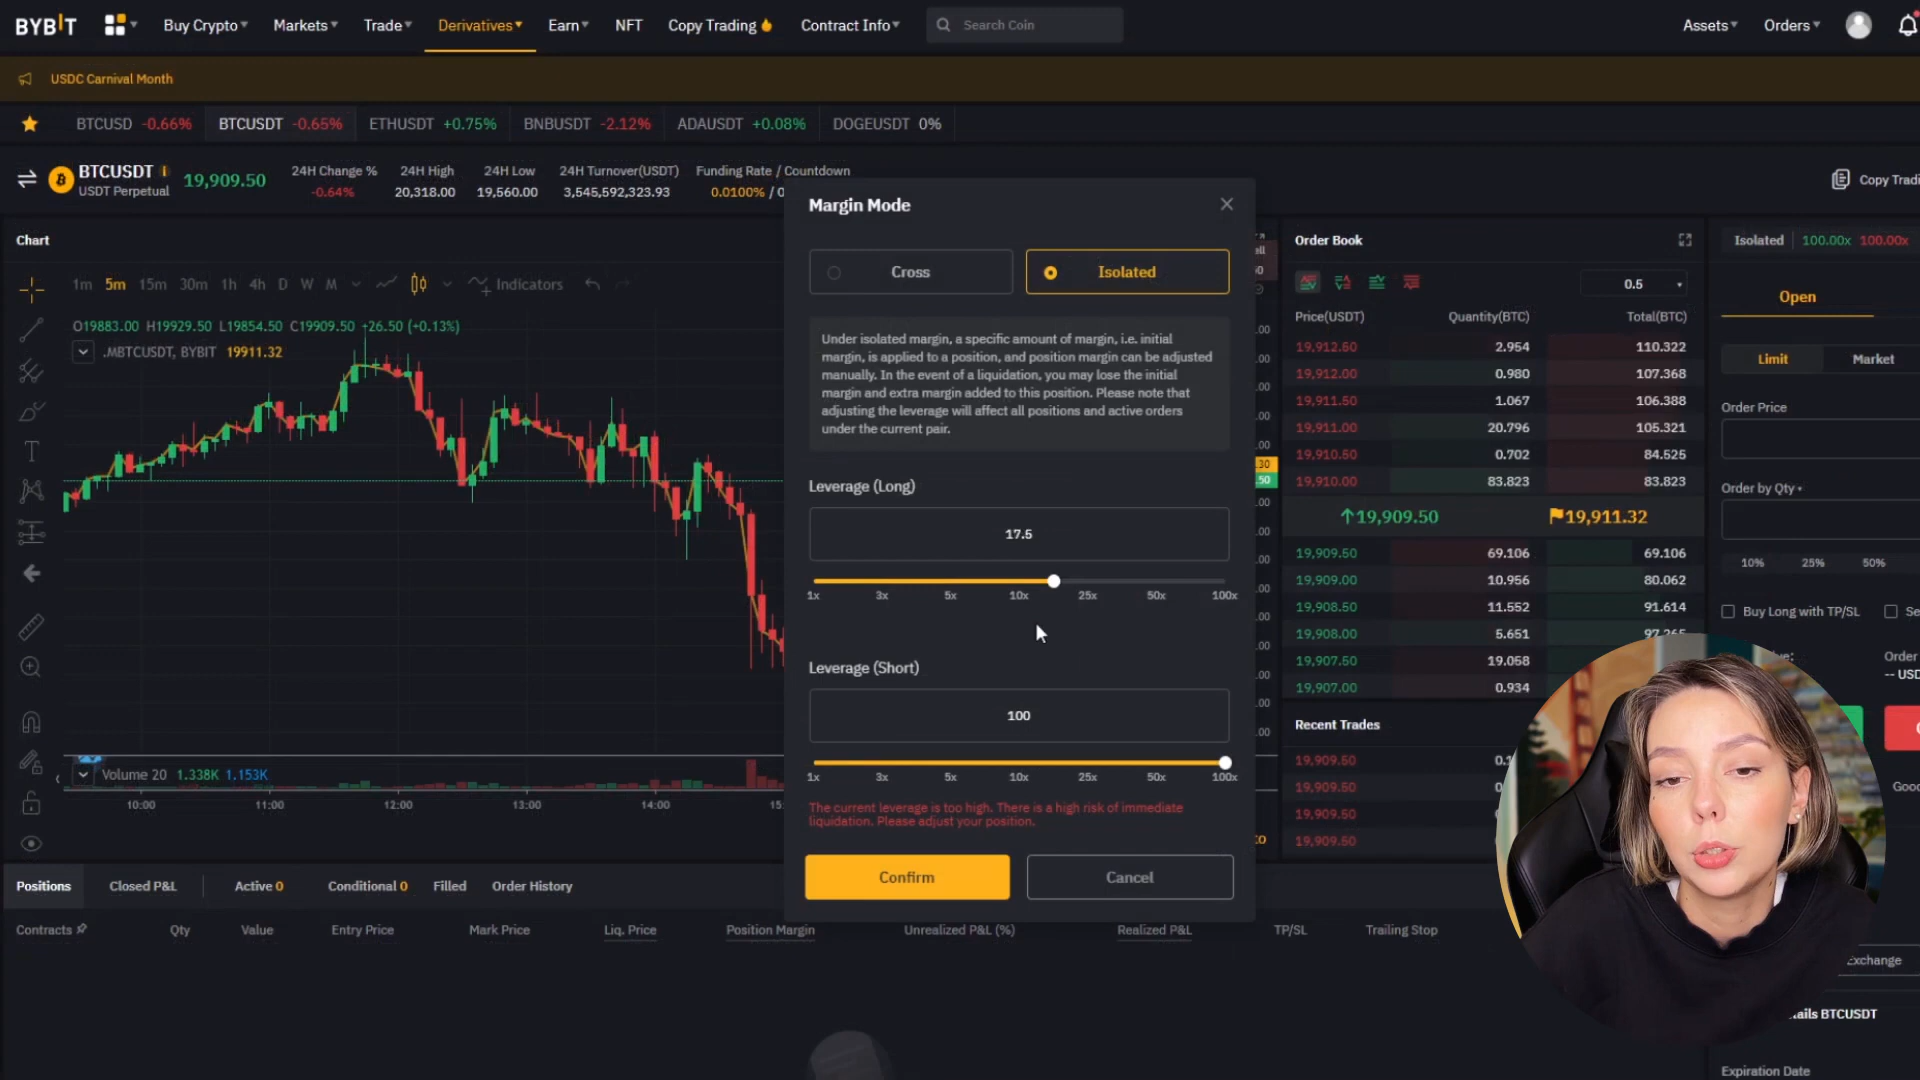 BYBIT
Buy Crypto
Markets
Trade
Derivatives
Earn
NFT
Copy Trading
Contract Info
Search Coin
Assets
Orders
USDC Carnival Month
BTCUSD -0.66%
BTCUSDT -0.65%
ETHUSDT +0.75%
BNBUSDT -2.12%
ADAUSDT +0.08%
DOGEUSDT 0%
BTCUSDT
USDT Perpetual
19,909.50
24H Change %
-0.64%
24H High
20,318.00
24H Low
19,560.00
24H Turnover(USDT)
3,545,592,323.93
Funding Rate / Countdown
0.0100% / 0
Copy Tradi
Chart
1m 5m 15m 30m 1h 4h D W M
Indicators
O19883.00 H19929.50 L19854.50 C19909.50 +26.50 (+0.13%)
.MBTCUSDT, BYBIT 19911.32
Volume 20 1.338K 1.153K
10:00 11:00 12:00 13:00 14:00 15:
Margin Mode
Cross
Isolated
Under isolated margin, a specific amount of margin, i.e. initial
margin, is applied to a position, and position margin can be adjusted
manually. In the event of a liquidation, you may lose the initial
margin and extra margin added to this position. Please note that
adjusting the leverage will affect all positions and active orders
under the current pair.
Leverage (Long)
17.5
1x 3x 5x 10x 25x 50x 100x
Leverage (Short)
100
1x 3x 5x 10x 25x 50x 100x
The current leverage is too high. There is a high risk of immediate
liquidation. Please adjust your position.
Confirm
Cancel
Order Book
0.5
Price(USDT) Quantity(BTC) Total(BTC)
19,912.50 2.954 110.322
19,912.00 0.980 107.368
19,911.50 1.067 106.388
19,911.00 20.796 105.321
19,910.50 0.702 84.525
19,910.00 83.823 83.823
19,909.50 19,911.32
19,909.50 69.106 69.106
19,909.00 10.956 80.062
19,908.50 11.552 91.614
19,908.00 5.651 97.265
19,907.50 19.058
19,907.00 0.934
Recent Trades
19,909.50
19,909.50
19,909.50
19,909.50
Isolated 100.00x 100.00x
Open
Limit
Market
Order Price
Order by Qty
10% 25% 50%
Buy Long with TP/SL
Se
Order
-- USD
Goo
Exchange
ails BTCUSDT
Expiration Date
Positions
Closed P&L
Active 0
Conditional 0
Filled
Order History
Contracts
Qty
Value
Entry Price
Mark Price
Liq. Price
Position Margin
Unrealized P&L (%)
Realized P&L
TP/SL
Trailing Stop